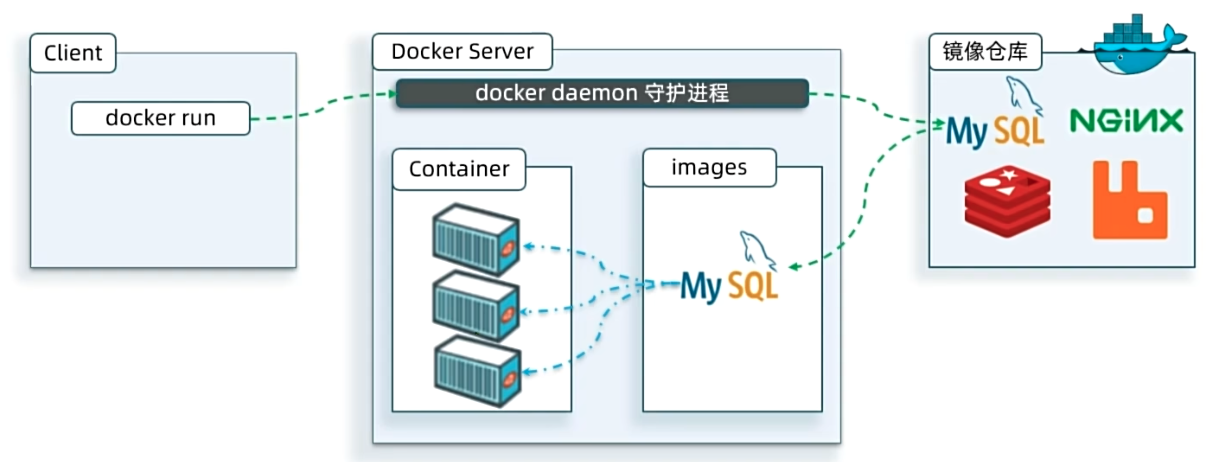 Client
docker run
Docker Server
docker daemon 守护进程
Container
images
MySQL
镜像仓库
MySQL
NGINX